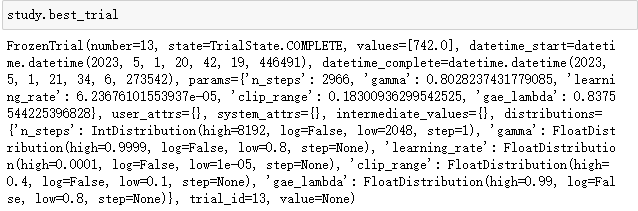 study.best_trial
FrozenTrial(number=13, state=TrialState.COMPLETE, values=[742.0], datetime_start=dateti
me.datetime(2023, 5, 1, 20, 42, 19, 446491), datetime_complete=datetime.datetime(2023,
5, 1, 21, 34, 6, 273542), params={'n_steps': 2966, 'gamma': 0.8028237431779085, 'learni
ng_rate': 6.23676101553937e-05, 'clip_range': 0.18300936299542525, 'gae_lambda': 0.8375
544225396828}, user_attrs={}, system_attrs={}, intermediate_values={}, distributions=
{'n_steps': IntDistribution(high=8192, log=False, low=2048, step=1), 'gamma': FloatDist
ribution(high=0.9999, log=False, low=0.8, step=None), 'learning_rate': FloatDistributio
n(high=0.0001, log=False, low=1e-05, step=None), 'clip_range': FloatDistribution(high=
0.4, log=False, low=0.1, step=None), 'gae_lambda': FloatDistribution(high=0.99, log=Fal
se, low=0.8, step=None)}, trial_id=13, value=None)